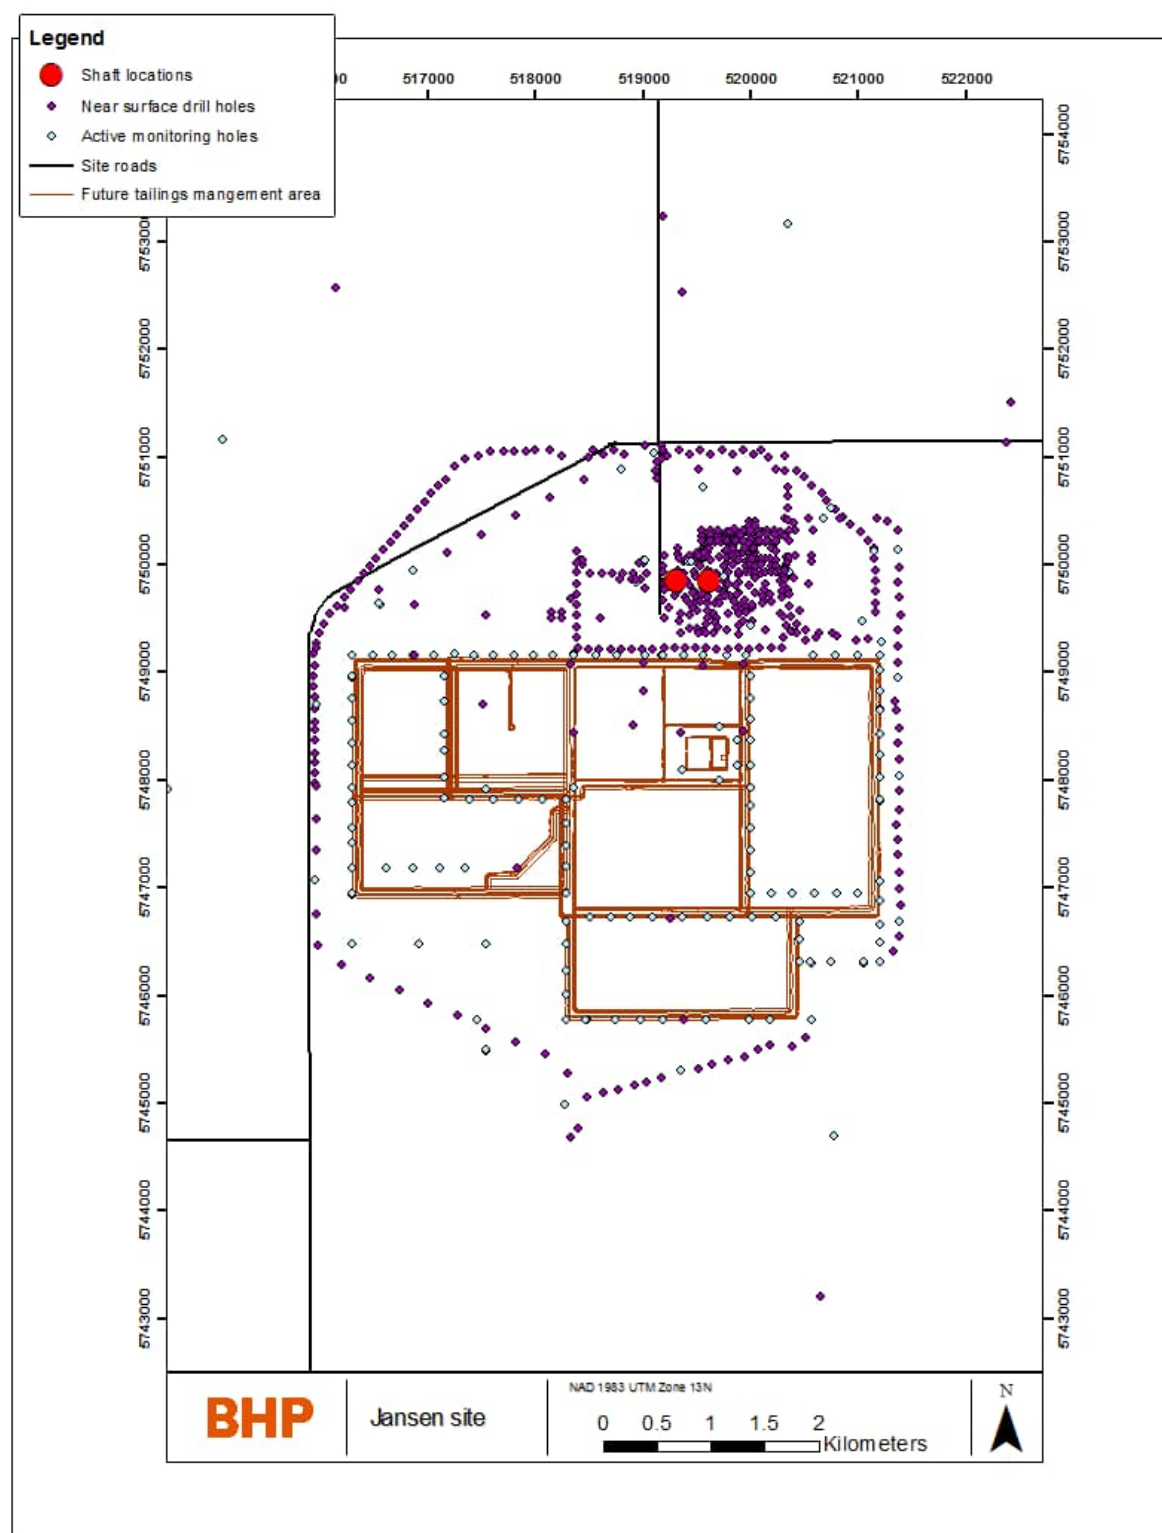 Legend
Shaft locations
Near surface drill holes
Active monitoring holes
Site roads
Future tailings mangement area
00 517000 518000 519000 520000 521000 522000
5754000
5753000 5753000
5752000 5752000
5751000 5751000
5750000 5750000
5749000 5749000
5748000 5748000
5747000 5747000
5746000 5746000
5745000 5745000
5744000 5744000
5743000 5743000
BHP
Jansen site
NAD 1983 UTM Zone 13N
0 0.5 1 1.5 2
Kilometers
N